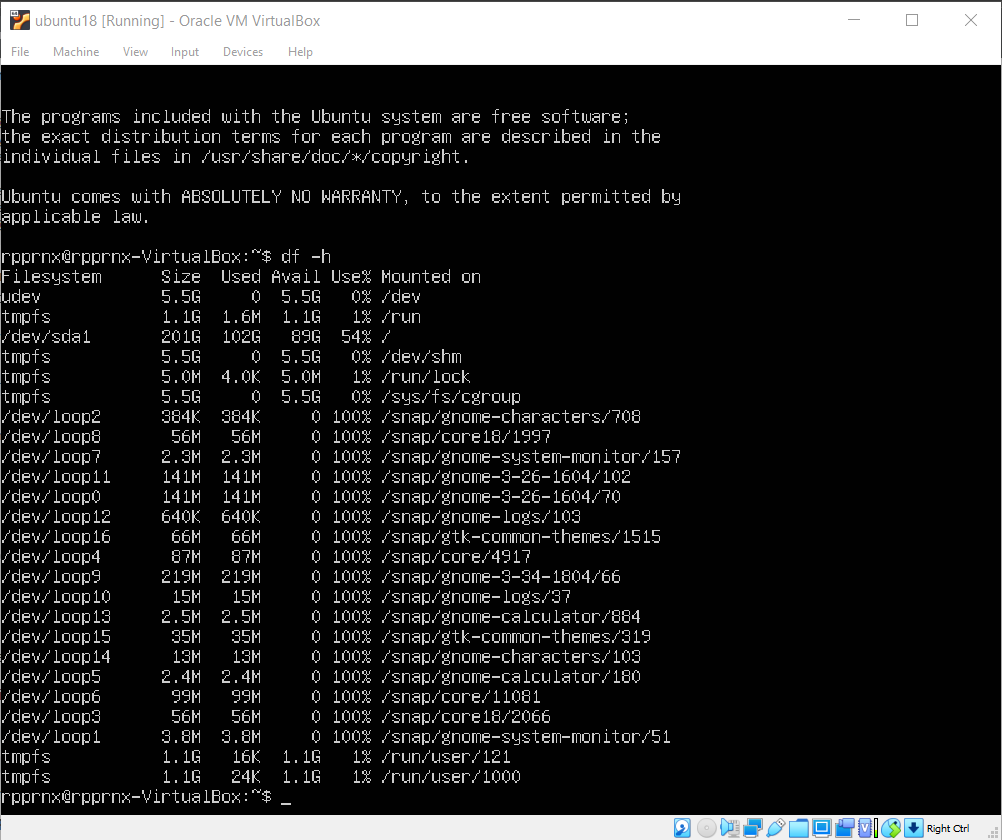 ubuntu18 [Running] - Oracle VM VirtualBox
File Machine View Input Devices Help
The programs included with the Ubuntu system are free software;
the exact distribution terms for each program are described in the
individual files in /usr/share/doc/*/copyright.
Ubuntu comes with ABSOLUTELY NO WARRANTY, to the extent permitted by
applicable law.
rpprnx@rpprnx-VirtualBox:~$ df -h
Filesystem      Size  Used Avail Use% Mounted on
udev            5.5G     0  5.5G   0% /dev
tmpfs           1.1G  1.6M  1.1G   1% /run
/dev/sda1       201G  102G   89G  54% /
tmpfs           5.5G     0  5.5G   0% /dev/shm
tmpfs           5.0M  4.0K  5.0M   1% /run/lock
tmpfs           5.5G     0  5.5G   0% /sys/fs/cgroup
/dev/loop2      384K  384K     0 100% /snap/gnome-characters/708
/dev/loop8       56M   56M     0 100% /snap/core18/1997
/dev/loop7      2.3M  2.3M     0 100% /snap/gnome-system-monitor/157
/dev/loop11     141M  141M     0 100% /snap/gnome-3-26-1604/102
/dev/loop0      141M  141M     0 100% /snap/gnome-3-26-1604/70
/dev/loop12     640K  640K     0 100% /snap/gnome-logs/103
/dev/loop16      66M   66M     0 100% /snap/gtk-common-themes/1515
/dev/loop4       87M   87M     0 100% /snap/core/4917
/dev/loop9      219M  219M     0 100% /snap/gnome-3-34-1804/66
/dev/loop10      15M   15M     0 100% /snap/gnome-logs/37
/dev/loop13     2.5M  2.5M     0 100% /snap/gnome-calculator/884
/dev/loop15      35M   35M     0 100% /snap/gtk-common-themes/319
/dev/loop14      13M   13M     0 100% /snap/gnome-characters/103
/dev/loop5      2.4M  2.4M     0 100% /snap/gnome-calculator/180
/dev/loop6       99M   99M     0 100% /snap/core/11081
/dev/loop3       56M   56M     0 100% /snap/core18/2066
/dev/loop1      3.8M  3.8M     0 100% /snap/gnome-system-monitor/51
tmpfs           1.1G   16K  1.1G   1% /run/user/121
tmpfs           1.1G   24K  1.1G   1% /run/user/1000
rpprnx@rpprnx-VirtualBox:~$ _
Right Ctrl